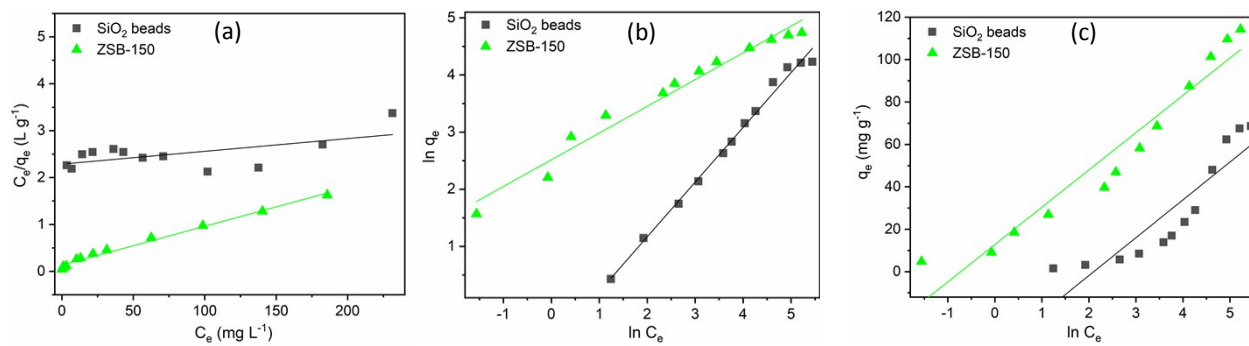 (a)
SiO₂ beads
ZSB-150
Cₑ/qₑ (L g⁻¹)
5
4
3
2
1
0
0 50 100 150 200
Cₑ (mg L⁻¹)
(b)
SiO₂ beads
ZSB-150
ln qₑ
5
4
3
2
1
-1 0 1 2 3 4 5
ln Cₑ
(c)
SiO₂ beads
ZSB-150
qₑ (mg g⁻¹)
120
100
80
60
40
20
0
-1 0 1 2 3 4 5
ln Cₑ